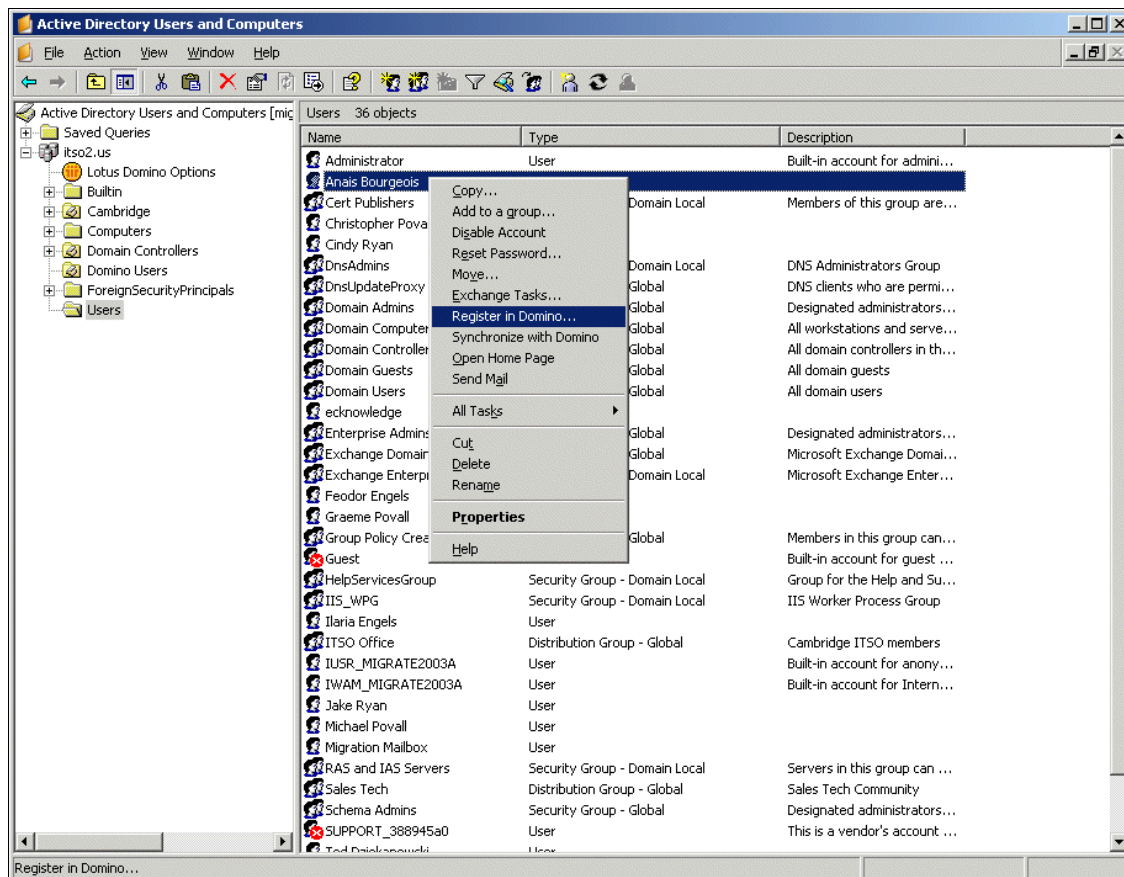 Active Directory Users and Computers
File Action View Window Help
Active Directory Users and Computers [mig
Saved Queries
itso2.us
Lotus Domino Options
Builtin
Cambridge
Computers
Domain Controllers
Domino Users
ForeignSecurityPrincipals
Users
Users 36 objects
Name Type Description
Administrator User Built-in account for admini...
Anais Bourgeois
Cert Publishers Domain Local Members of this group are...
Christopher Pova
Cindy Ryan
DnsAdmins Domain Local DNS Administrators Group
DnsUpdateProxy Global DNS clients who are permi...
Domain Admins Global Designated administrators...
Domain Computer Global All workstations and serve...
Domain Controller Global All domain controllers in th...
Domain Guests Global All domain guests
Domain Users Global All domain users
ecknowledge
Enterprise Admins Global Designated administrators...
Exchange Domain Global Microsoft Exchange Domai...
Exchange Enterpr Domain Local Microsoft Exchange Enter...
Feodor Engels
Graeme Povall
Group Policy Crea Global Members in this group can...
Guest Built-in account for guest ...
HelpServicesGroup Security Group - Domain Local Group for the Help and Su...
IIS_WPG Security Group - Domain Local IIS Worker Process Group
Ilaria Engels User
ITSO Office Distribution Group - Global Cambridge ITSO members
IUSR_MIGRATE2003A User Built-in account for anony...
IWAM_MIGRATE2003A User Built-in account for Intern...
Jake Ryan User
Michael Povall User
Migration Mailbox User
RAS and IAS Servers Security Group - Domain Local Servers in this group can ...
Sales Tech Distribution Group - Global Sales Tech Community
Schema Admins Security Group - Global Designated administrators...
SUPPORT_388945a0 User This is a vendor's account ...
Ted Dziekanowski User
Copy...
Add to a group...
Disable Account
Reset Password...
Move...
Exchange Tasks...
Register in Domino...
Synchronize with Domino
Open Home Page
Send Mail
All Tasks
Cut
Delete
Rename
Properties
Help
Register in Domino...